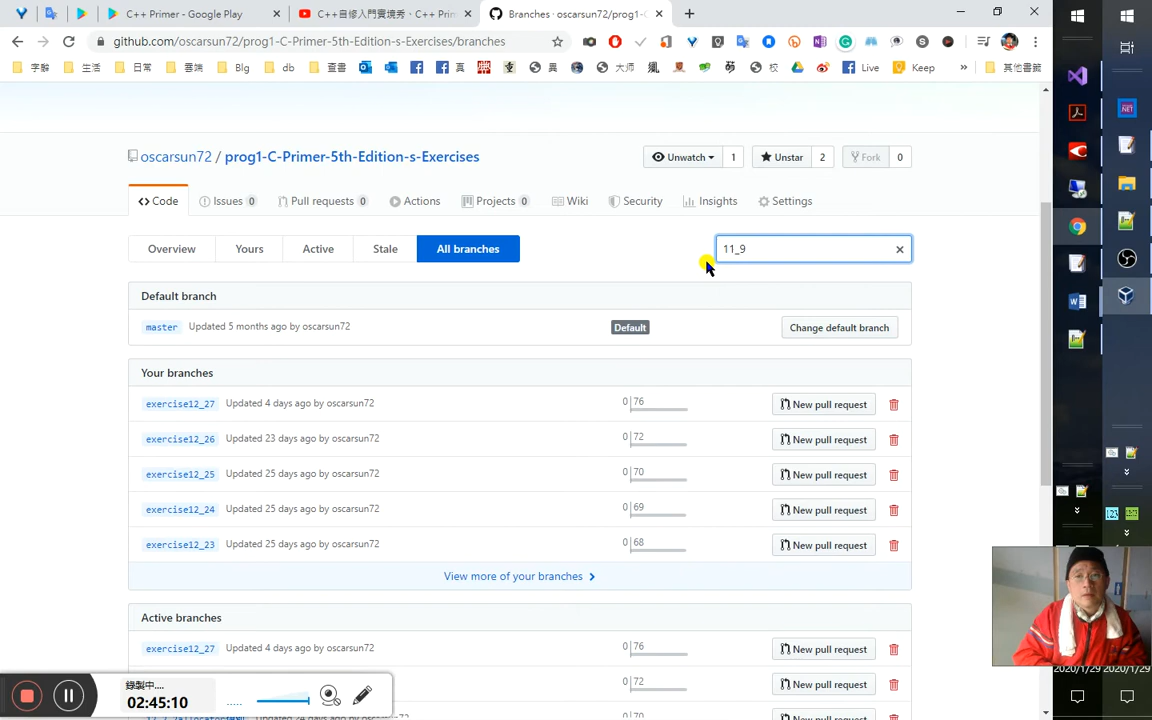 C++ Primer - Google Play
C++自修入門實境秀、C++ Prim
Branches · oscarsun72/prog1-C
github.com/oscarsun72/prog1-C-Primer-5th-Edition-s-Exercises/branches
字辭 生活 日常 雲端 Blg db 查書 真 異 大师 校 Live Keep » 其他書籤
oscarsun72 / prog1-C-Primer-5th-Edition-s-Exercises
Unwatch 1 Unstar 2 Fork 0
Code Issues 0 Pull requests 0 Actions Projects 0 Wiki Security Insights Settings
Overview Yours Active Stale All branches 11_9
Default branch
master Updated 5 months ago by oscarsun72 Default Change default branch
Your branches
exercise12_27 Updated 4 days ago by oscarsun72 0 76 New pull request
exercise12_26 Updated 23 days ago by oscarsun72 0 72 New pull request
exercise12_25 Updated 25 days ago by oscarsun72 0 70 New pull request
exercise12_24 Updated 25 days ago by oscarsun72 0 69 New pull request
exercise12_23 Updated 25 days ago by oscarsun72 0 68 New pull request
View more of your branches
Active branches
exercise12_27 Updated 4 days ago by oscarsun72 0 76 New pull request
72 New pull request
錄製中....
02:45:10
2020/1/29 2020/1/29